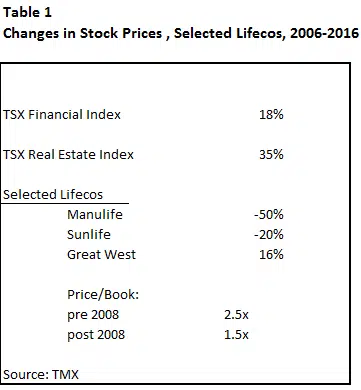 Table 1
Changes in Stock Prices , Selected Lifecos, 2006-2016
TSX Financial Index 18%
TSX Real Estate Index 35%
Selected Lifecos
Manulife -50%
Sunlife -20%
Great West 16%
Price/Book:
pre 2008 2.5x
post 2008 1.5x
Source: TMX